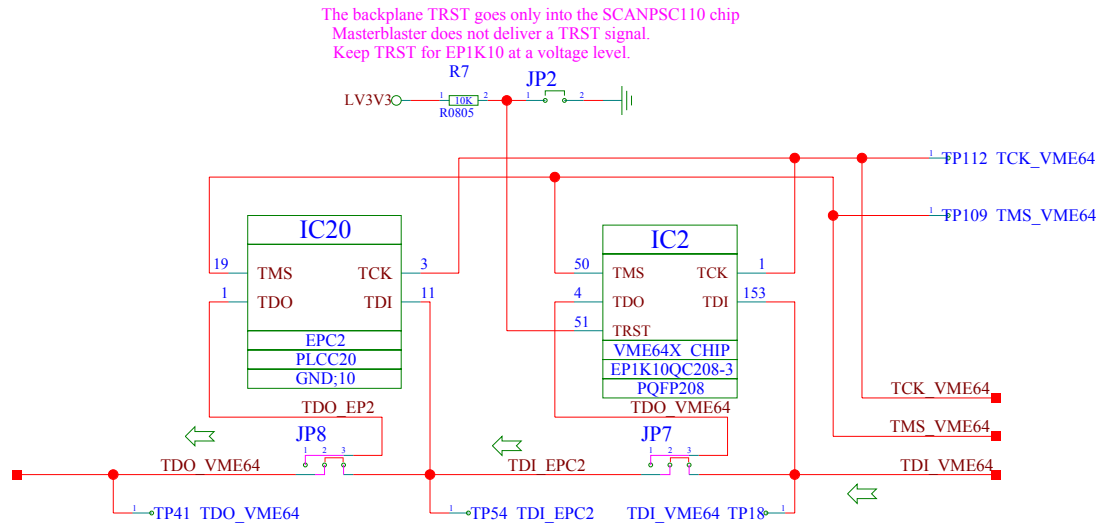 The backplane TRST goes only into the SCANPSC110 chip
Masterblaster does not deliver a TRST signal.
Keep TRST for EP1K10 at a voltage level.
R7
JP2
LV3V3 1 10K 2 1 2
R0805
1 TP112 TCK_VME64
1 TP109 TMS_VME64
IC20
19 TMS TCK 3
1 TDO TDI 11
EPC2
PLCC20
GND;10
IC2
50 TMS TCK 1
4 TDO TDI 153
51 TRST
VME64X CHIP
EP1K10QC208-3
PQFP208
TCK_VME64
TMS_VME64
TDI_VME64
TDO_EP2
TDO_VME64
JP8
1 2 3
JP7
1 2 3
TDO_VME64
TDI_EPC2
1 TP41 TDO_VME64
1 TP54 TDI_EPC2
TDI_VME64 TP18 1